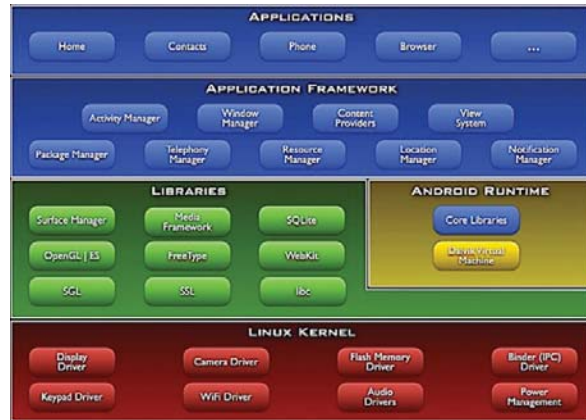 APPLICATIONS
Home
Contacts
Phone
Browser
...
APPLICATION FRAMEWORK
Activity Manager
Window
Manager
Content
Providers
View
System
Package Manager
Telephony
Manager
Resource
Manager
Location
Manager
Notification
Manager
LIBRARIES
Surface Manager
Media
Framework
SQLite
OpenGL | ES
FreeType
WebKit
SGL
SSL
libc
ANDROID RUNTIME
Core Libraries
Dalvik Virtual
Machine
LINUX KERNEL
Display
Driver
Camera Driver
Flash Memory
Driver
Binder (IPC)
Driver
Keypad Driver
WiFi Driver
Audio
Drivers
Power
Management